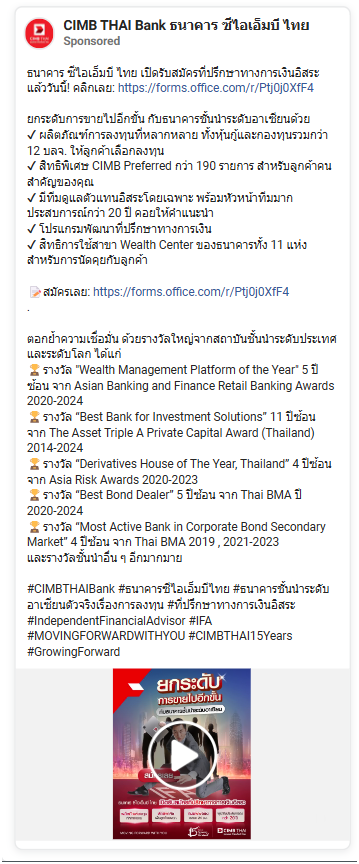 CIMB THAI Bank ธนาคาร ซีไอเอ็มบี ไทย
Sponsored
ธนาคาร ซีไอเอ็มบี ไทย เปิดรับสมัครที่ปรึกษาทางการเงินอิสระ
แล้ววันนี้! คลิกเลย: https://forms.office.com/r/Ptj0j0XfF4
ยกระดับการขายไปอีกขั้น กับธนาคารชั้นนำระดับอาเซียนด้วย
✓ ผลิตภัณฑ์การลงทุนที่หลากหลาย ทั้งหุ้นกู้และกองทุนรวมกว่า
12 บลจ. ให้ลูกค้าเลือกลงทุน
✓ สิทธิพิเศษ CIMB Preferred กว่า 190 รายการ สำหรับลูกค้าคน
สำคัญของคุณ
✓ มีทีมดูแลตัวแทนอิสระโดยเฉพาะ พร้อมหัวหน้าทีมมาก
ประสบการณ์กว่า 20 ปี คอยให้คำแนะนำ
✓ โปรแกรมพัฒนาที่ปรึกษาทางการเงิน
✓ สิทธิการใช้สาขา Wealth Center ของธนาคารทั้ง 11 แห่ง
สำหรับการนัดคุยกับลูกค้า
📝สมัครเลย: https://forms.office.com/r/Ptj0j0XfF4
.
ตอกย้ำความเชื่อมั่น ด้วยรางวัลใหญ่จากสถาบันชั้นนำระดับประเทศ
และระดับโลก ได้แก่
🏆รางวัล "Wealth Management Platform of the Year" 5 ปี
ซ้อน จาก Asian Banking and Finance Retail Banking Awards
2020-2024
🏆รางวัล “Best Bank for Investment Solutions” 11 ปีซ้อน
จาก The Asset Triple A Private Capital Award (Thailand)
2014-2024
🏆รางวัล “Derivatives House of The Year, Thailand” 4 ปีซ้อน
จาก Asia Risk Awards 2020-2023
🏆รางวัล “Best Bond Dealer” 5 ปีซ้อน จาก Thai BMA ปี
2020-2024
🏆รางวัล “Most Active Bank in Corporate Bond Secondary
Market” 4 ปีซ้อน จาก Thai BMA 2019 , 2021-2023
และรางวัลชั้นนำอื่น ๆ อีกมากมาย
#CIMBTHAIBank #ธนาคารซีไอเอ็มบีไทย #ธนาคารชั้นนำระดับ
อาเซียนตัวจริงเรื่องการลงทุน #ที่ปรึกษาทางการเงินอิสระ
#IndependentFinancialAdvisor #IFA
#MOVINGFORWARDWITHYOU #CIMBTHAI15Years
#GrowingForward
ยกระดับ
การขายไปอีกขั้น
กับธนาคารชั้นนำระดับอาเซียน
สมัครเลย
CIMB THAI